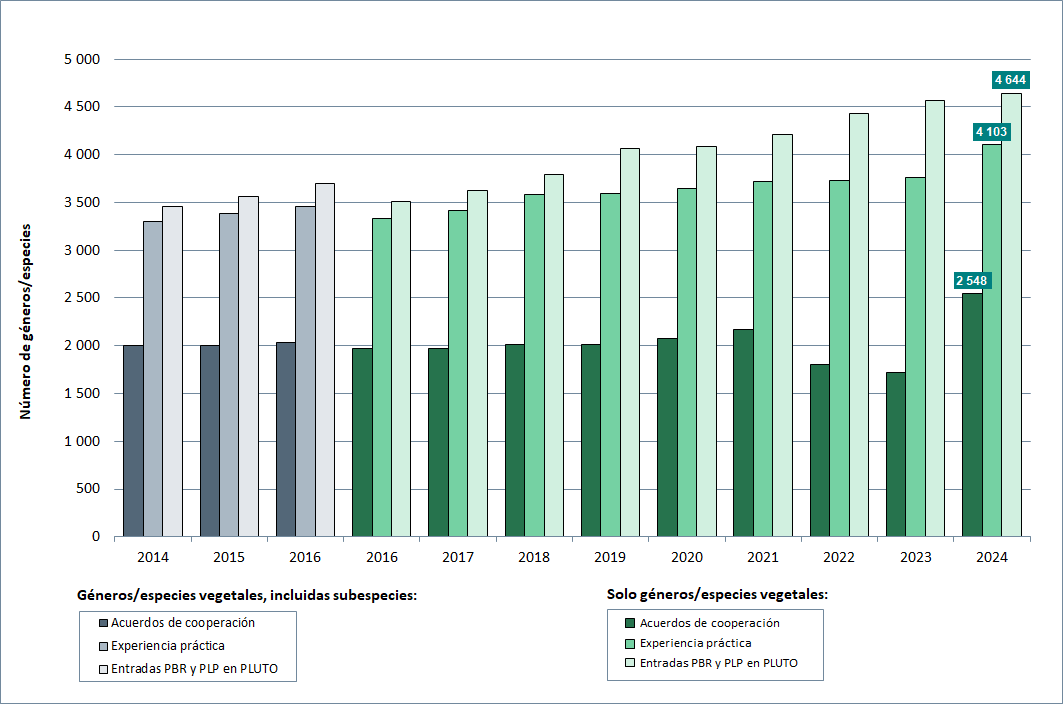 5 000
4 500
4 000
3 500
3 000
2 500
2 000
1 500
1 000
500
0
Número de géneros/especies
4 644
4 103
2 548
2014 2015 2016 2016 2017 2018 2019 2020 2021 2022 2023 2024
Géneros/especies vegetales, incluidas subespecies:
Acuerdos de cooperación
Experiencia práctica
Entradas PBR y PLP en PLUTO
Solo géneros/especies vegetales:
Acuerdos de cooperación
Experiencia práctica
Entradas PBR y PLP en PLUTO